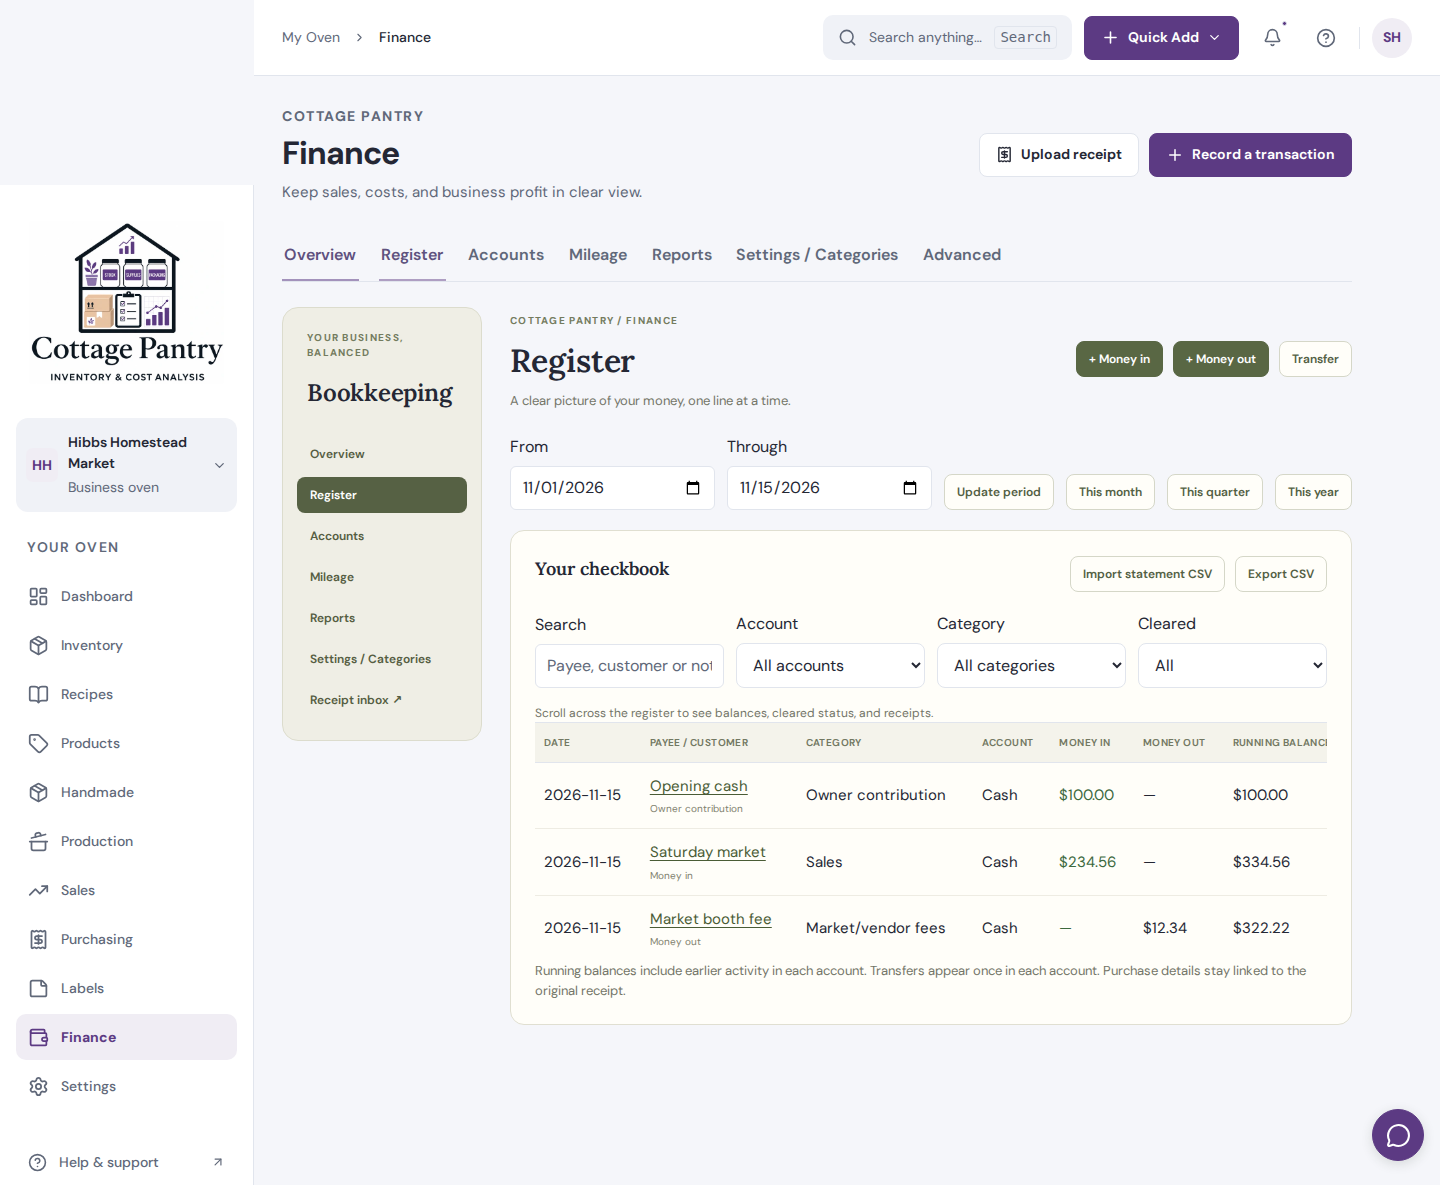 My Oven > Finance
Search anything... Search
+ Quick Add
SH
COTTAGE PANTRY
Finance
Keep sales, costs, and business profit in clear view.
Upload receipt
+ Record a transaction
Overview Register Accounts Mileage Reports Settings / Categories Advanced
Cottage Pantry
INVENTORY & COST ANALYSIS
HH
Hibbs Homestead
Market
Business oven
YOUR OVEN
Dashboard
Inventory
Recipes
Products
Handmade
Production
Sales
Purchasing
Labels
Finance
Settings
Help & support
YOUR BUSINESS,
BALANCED
Bookkeeping
Overview
Register
Accounts
Mileage
Reports
Settings / Categories
Receipt inbox ↗
COTTAGE PANTRY / FINANCE
Register
+ Money in + Money out Transfer
A clear picture of your money, one line at a time.
From Through
11/01/2026 11/15/2026 Update period This month This quarter This year
Your checkbook
Import statement CSV Export CSV
Search Account Category Cleared
Payee, customer or not All accounts All categories All
Scroll across the register to see balances, cleared status, and receipts.
DATE PAYEE / CUSTOMER CATEGORY ACCOUNT MONEY IN MONEY OUT RUNNING BALANCE
2026-11-15 Opening cash Owner contribution Cash $100.00 — $100.00
Owner contribution
2026-11-15 Saturday market Sales Cash $234.56 — $334.56
Money in
2026-11-15 Market booth fee Market/vendor fees Cash — $12.34 $322.22
Money out
Running balances include earlier activity in each account. Transfers appear once in each account. Purchase details stay linked to the
original receipt.